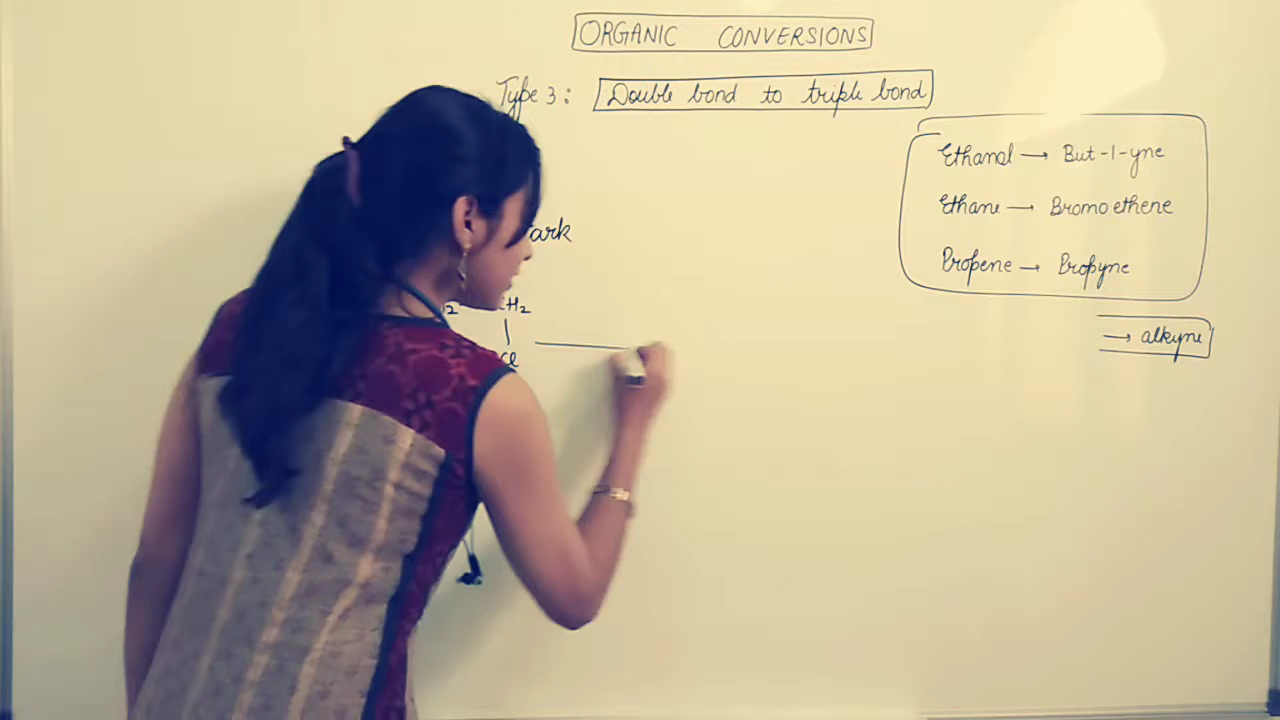 ORGANIC CONVERSIONS
Type 3: Double bond to triple bond
Ethanol → But-1-yne
Ethane → Bromoethene
Propene → Propyne
→ alkyne